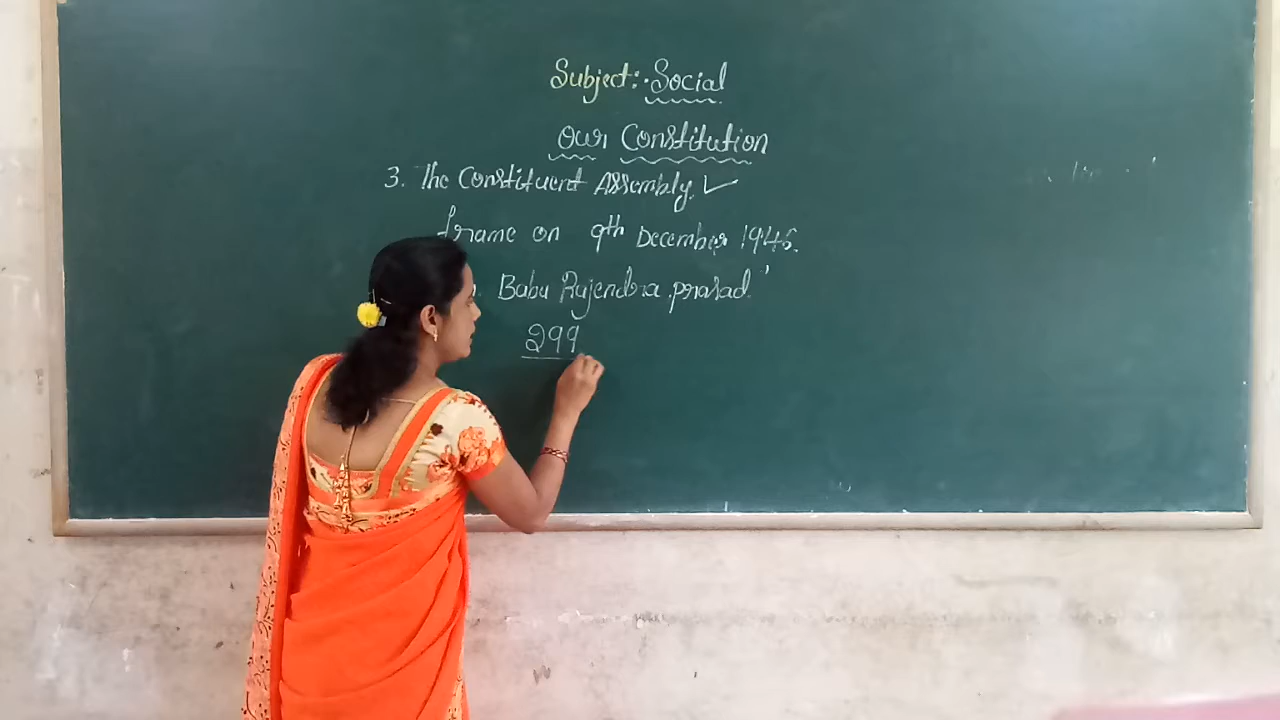 Subject:- Social
Our Constitution
3. The Constituent Assembly. ✓
frame on 9th December 1946.
Babu Rajendra prasad
299